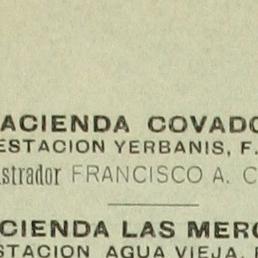 ACIENDA COVADO
ESTACION YERBANIS, F.
strador FRANCISCO A. C
CIENDA LAS MERC
STACION AGUA VIEJA, F